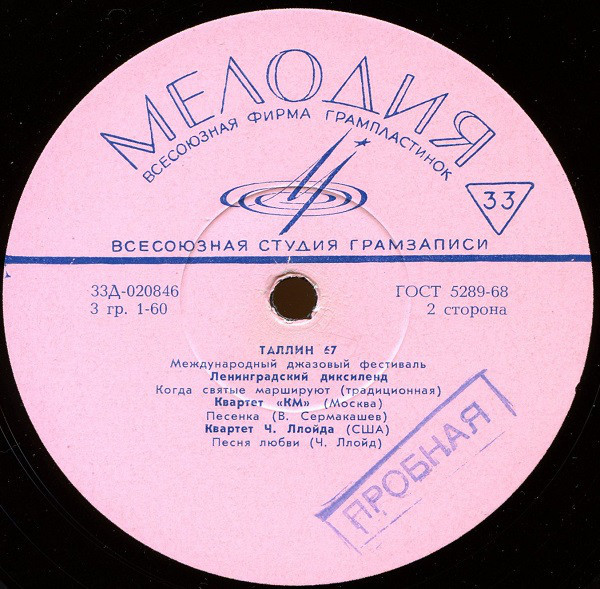 МЕЛОДИЯ
ВСЕСОЮЗНАЯ ФИРМА ГРАМПЛАСТИНОК
33
ВСЕСОЮЗНАЯ СТУДИЯ ГРАМЗАПИСИ
33Д-020846
3 гр. 1-60
ГОСТ 5289-68
2 сторона
ТАЛЛИН 67
Международный джазовый фестиваль
Ленинградский диксиленд
Когда святые маршируют (традиционная)
Квартет «КМ» (Москва)
Песенка (В. Сермакашев)
Квартет Ч. Ллойда (США)
Песня любви (Ч. Ллойд)
ПРОБНАЯ